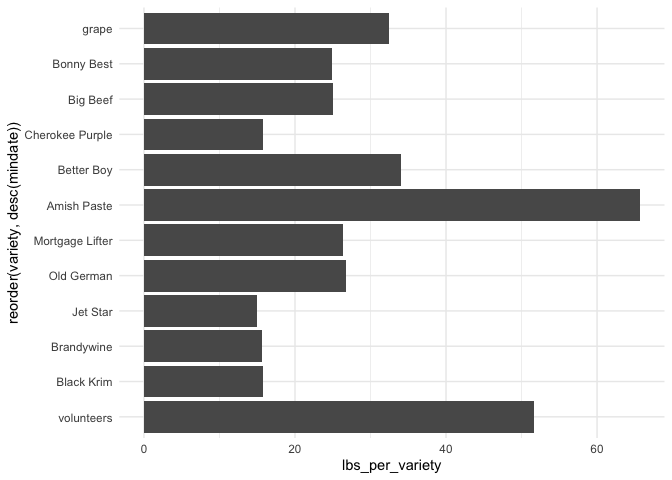 grape
Bonny Best
Big Beef
Cherokee Purple
Better Boy
Amish Paste
Mortgage Lifter
Old German
Jet Star
Brandywine
Black Krim
volunteers
reorder(variety, desc(mindate))
0 20 40 60
lbs_per_variety